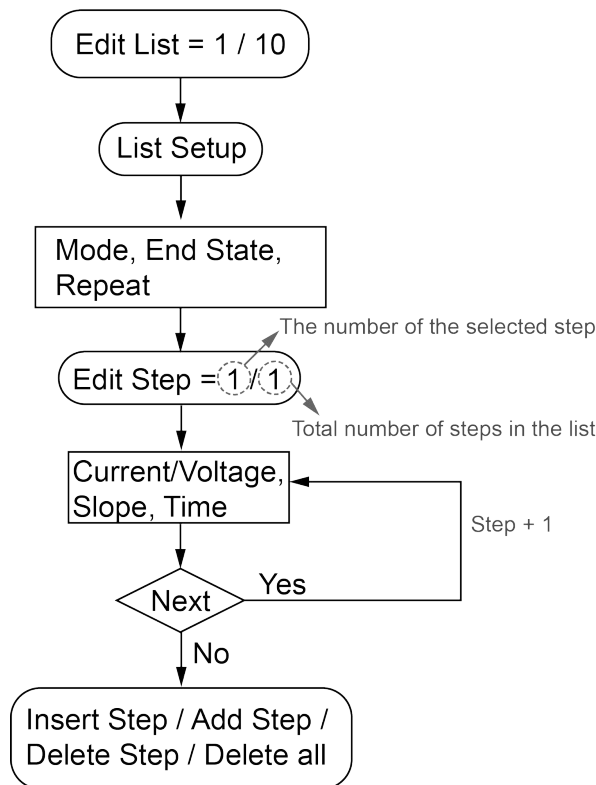 Edit List = 1 / 10
List Setup
Mode, End State,
Repeat
The number of the selected step
Edit Step = 1 / 1
Total number of steps in the list
Current/Voltage,
Slope, Time
Step + 1
Yes
Next
No
Insert Step / Add Step /
Delete Step / Delete all